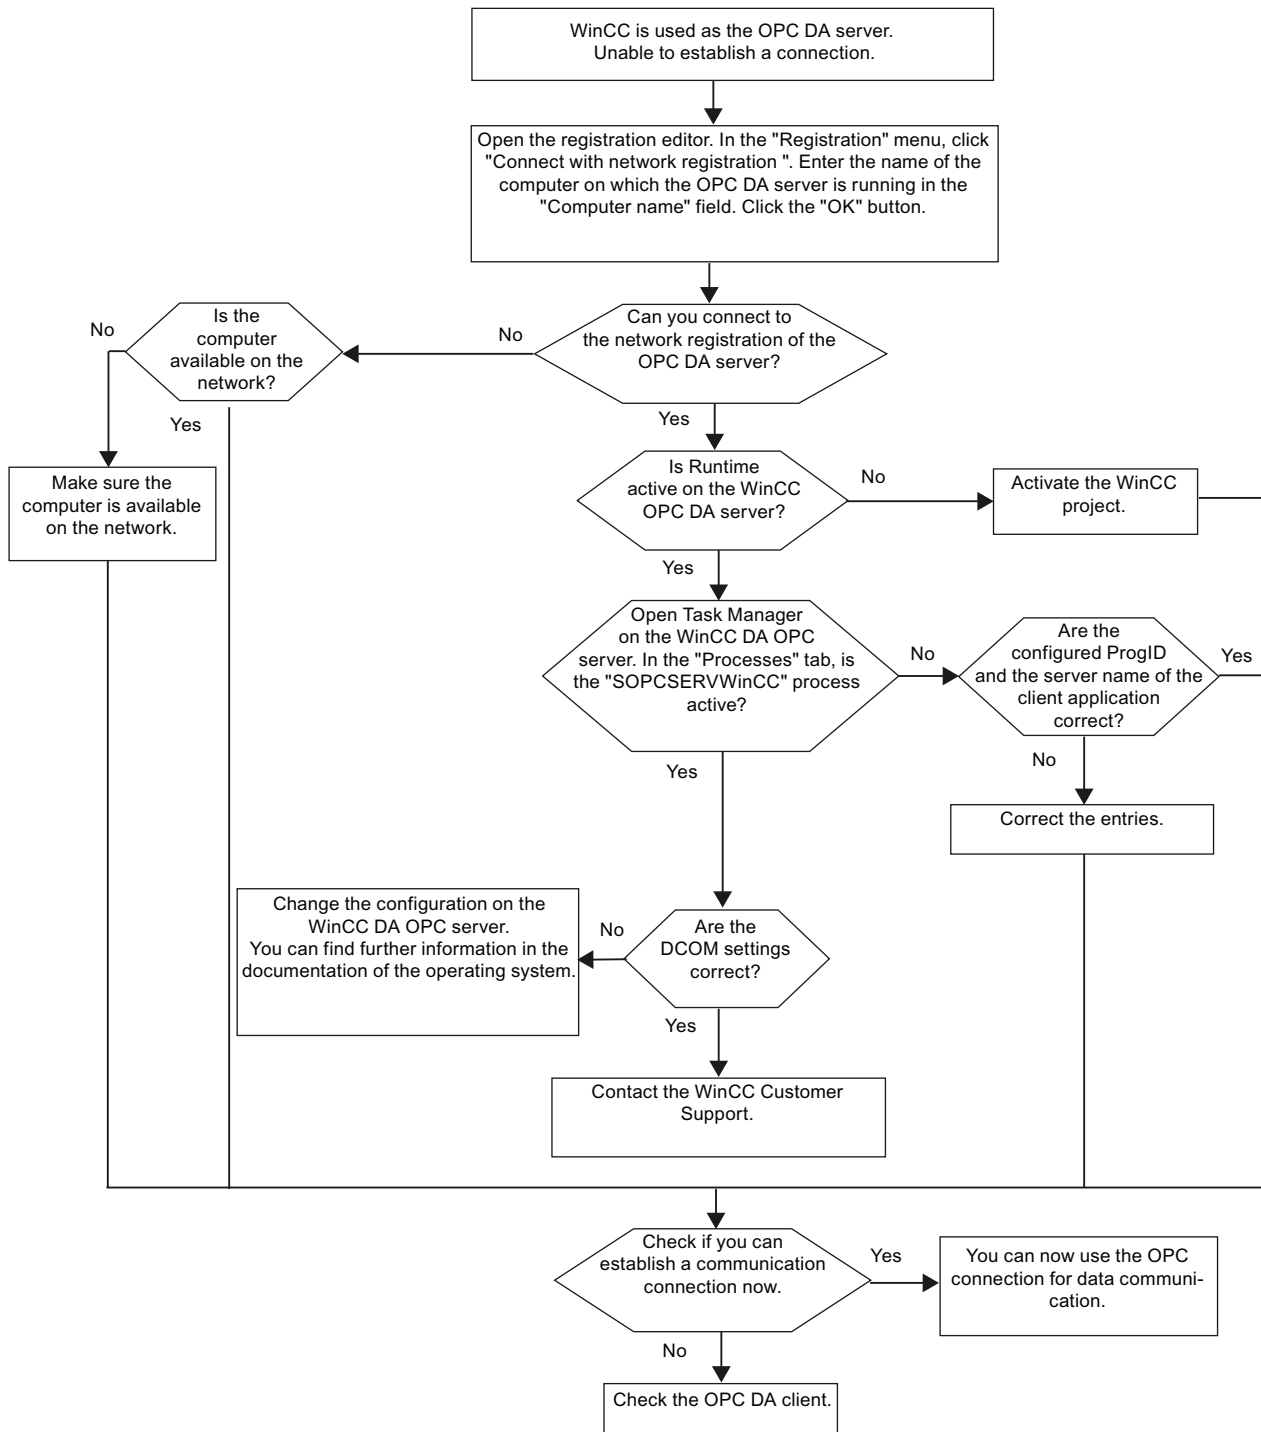 WinCC is used as the OPC DA server.
Unable to establish a connection.
Open the registration editor. In the "Registration" menu, click
"Connect with network registration ". Enter the name of the
computer on which the OPC DA server is running in the
"Computer name" field. Click the "OK" button.
Can you connect to
the network registration of the
OPC DA server?
No
Is the
computer
available on the
network?
No
Yes
Make sure the
computer is available
on the network.
Yes
Is Runtime
active on the WinCC
OPC DA server?
No
Activate the WinCC
project.
Yes
Open Task Manager
on the WinCC DA OPC
server. In the "Processes" tab, is
the "SOPCSERVWinCC" process
active?
No
Are the
configured ProgID
and the server name of the
client application
correct?
Yes
No
Correct the entries.
Yes
Are the
DCOM settings
correct?
No
Change the configuration on the
WinCC DA OPC server.
You can find further information in the
documentation of the operating system.
Yes
Contact the WinCC Customer
Support.
Check if you can
establish a communication
connection now.
Yes
You can now use the OPC
connection for data communi-
cation.
No
Check the OPC DA client.